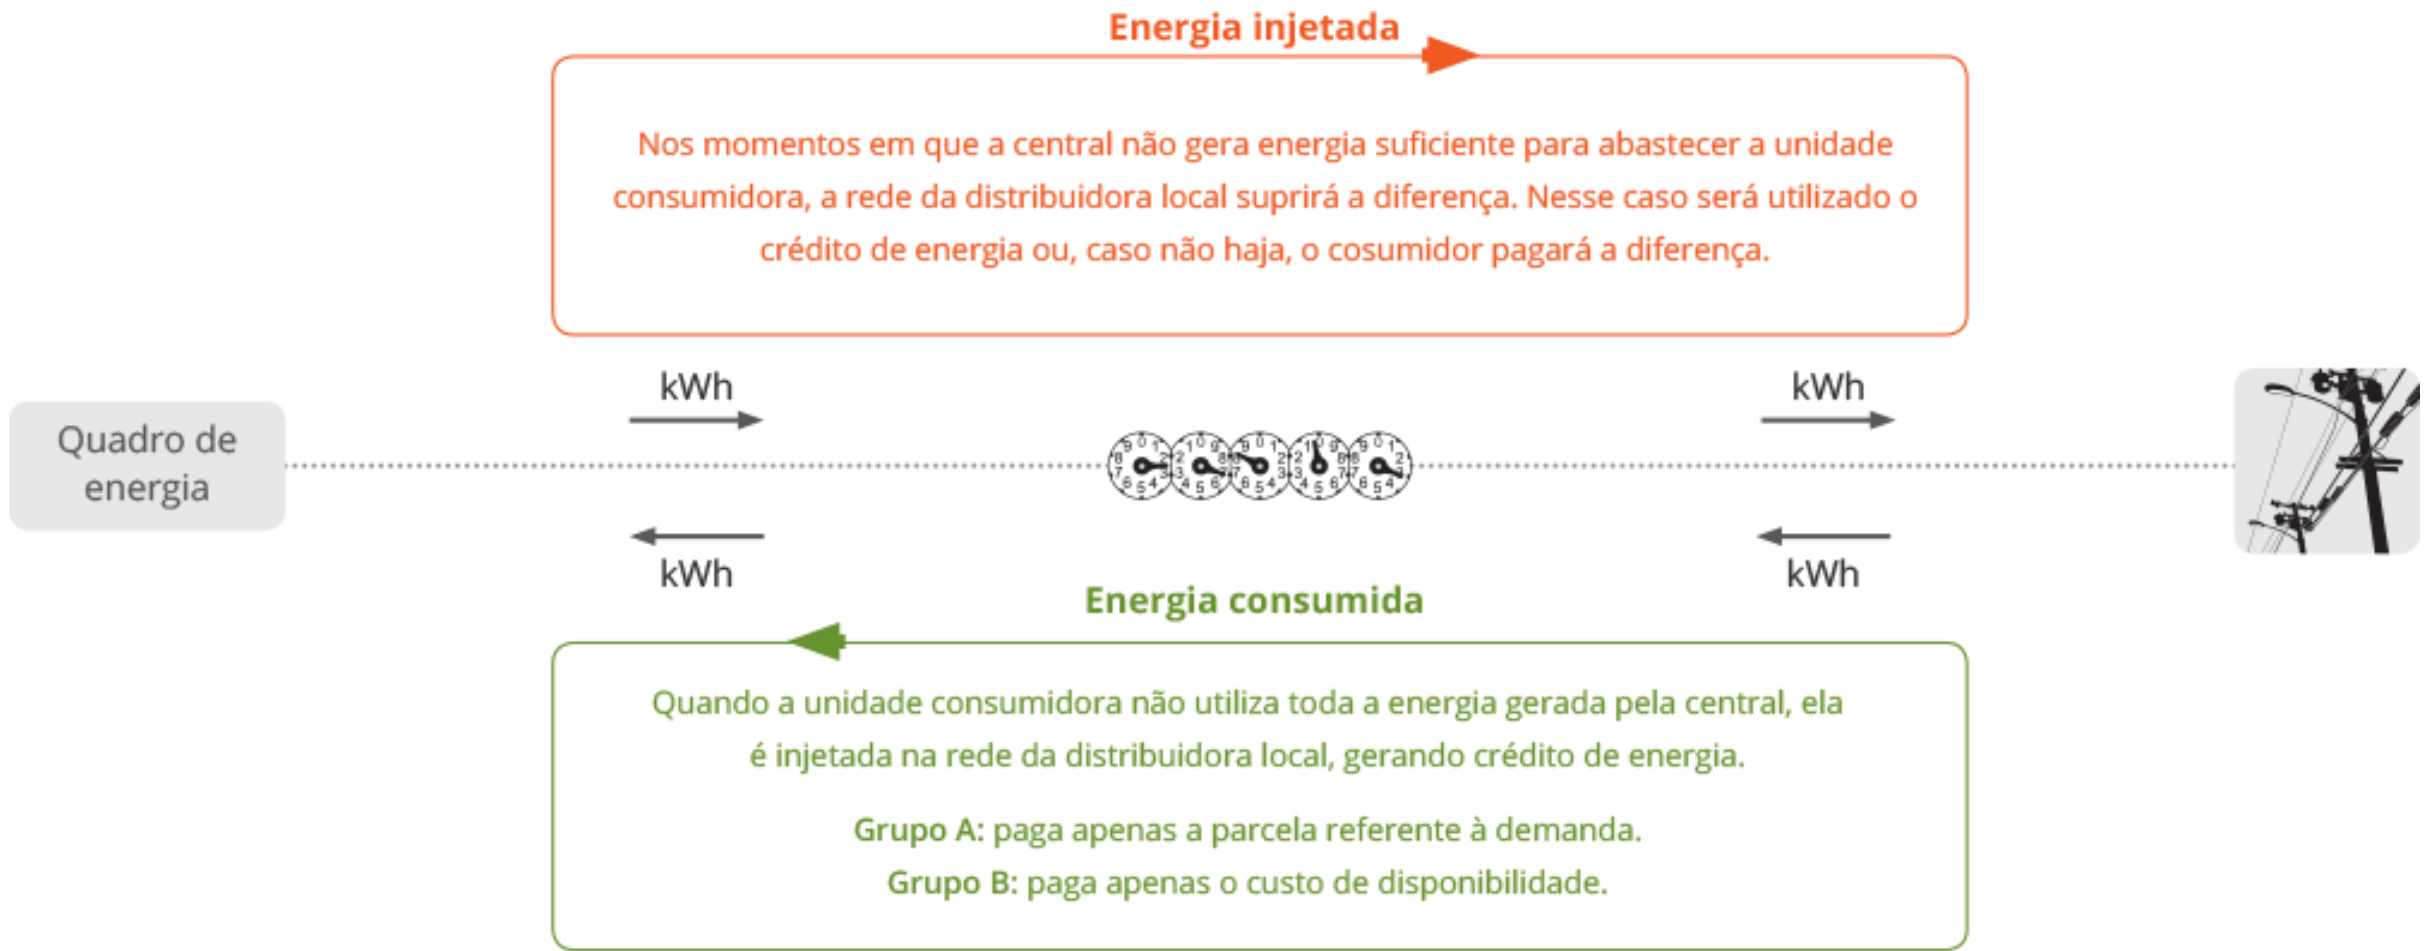 Energia injetada
Nos momentos em que a central não gera energia suficiente para abastecer a unidade
consumidora, a rede da distribuidora local suprirá a diferença. Nesse caso será utilizado o
crédito de energia ou, caso não haja, o cosumidor pagará a diferença.
kWh
kWh
Quadro de
energia
kWh
kWh
Energia consumida
Quando a unidade consumidora não utiliza toda a energia gerada pela central, ela
é injetada na rede da distribuidora local, gerando crédito de energia.
Grupo A: paga apenas a parcela referente à demanda.
Grupo B: paga apenas o custo de disponibilidade.